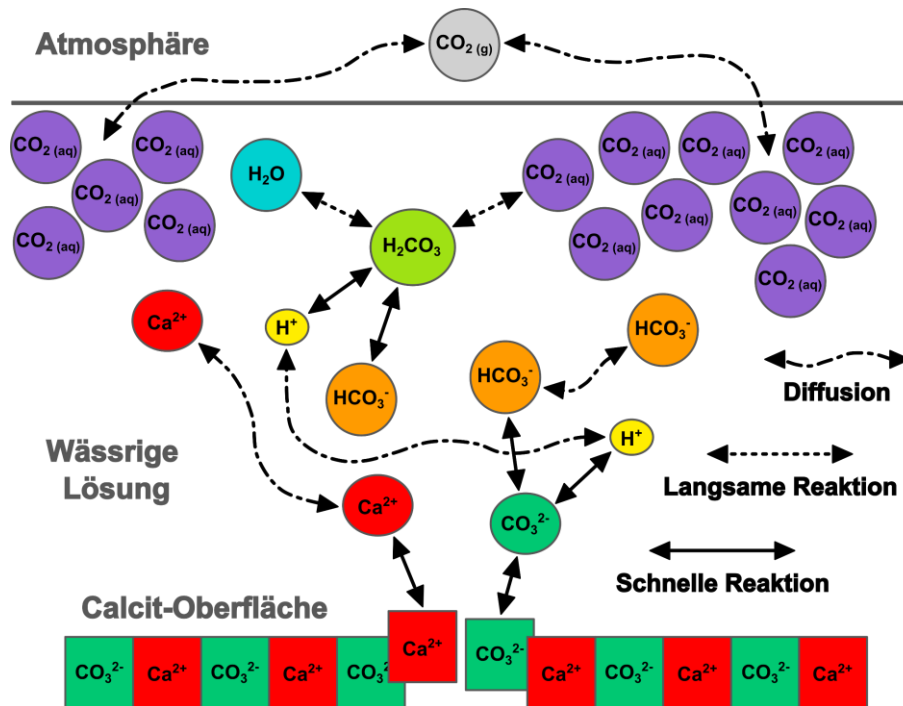 Atmosphäre
CO₂ (g)
CO₂ (aq)
CO₂ (aq)
CO₂ (aq)
CO₂ (aq)
CO₂ (aq)
H₂O
CO₂ (aq)
CO₂ (aq)
CO₂ (aq)
CO₂ (aq)
CO₂ (aq)
CO₂ (aq)
CO₂ (aq)
CO₂ (aq)
CO₂ (aq)
H₂CO₃
Ca²⁺
H⁺
HCO₃⁻
HCO₃⁻
HCO₃⁻
Diffusion
H⁺
Wässrige
Lösung
Langsame Reaktion
Ca²⁺
CO₃²⁻
Schnelle Reaktion
Calcit-Oberfläche
CO₃²⁻
Ca²⁺
CO₃²⁻
Ca²⁺
CO₃²⁻
Ca²⁺
CO₃²⁻
Ca²⁺
CO₃²⁻
Ca²⁺
CO₃²⁻
Ca²⁺